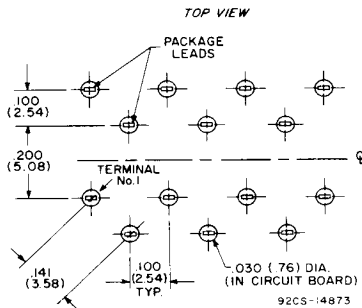 TOP VIEW
PACKAGE
LEADS
.100
(2.54)
.200
(5.08)
TERMINAL
No.1
℄
.141
(3.58)
.100
(2.54)
TYP.
.030 (.76) DIA.
(IN CIRCUIT BOARD)
92CS-14873